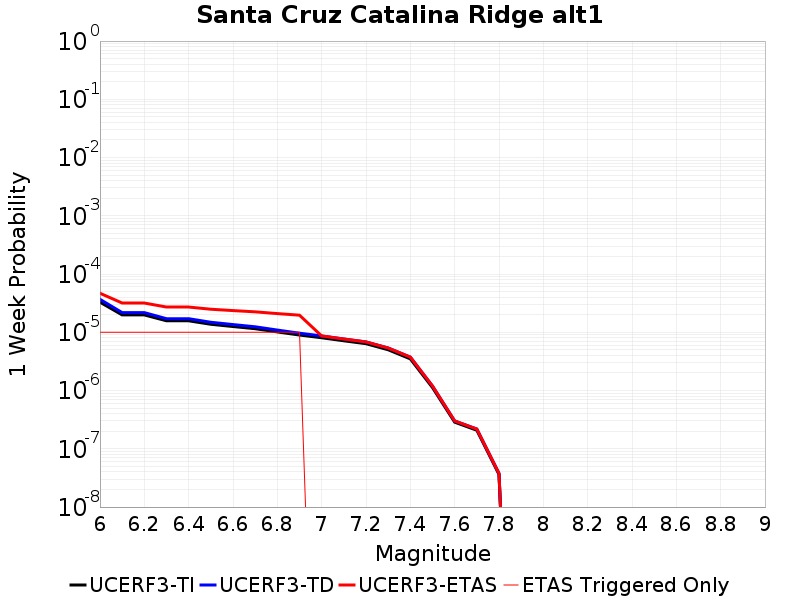 Santa Cruz Catalina Ridge alt1
1 Week Probability
10^0
10^-1
10^-2
10^-3
10^-4
10^-5
10^-6
10^-7
10^-8
6 6.2 6.4 6.6 6.8 7 7.2 7.4 7.6 7.8 8 8.2 8.4 8.6 8.8 9
Magnitude
UCERF3-TI UCERF3-TD UCERF3-ETAS ETAS Triggered Only